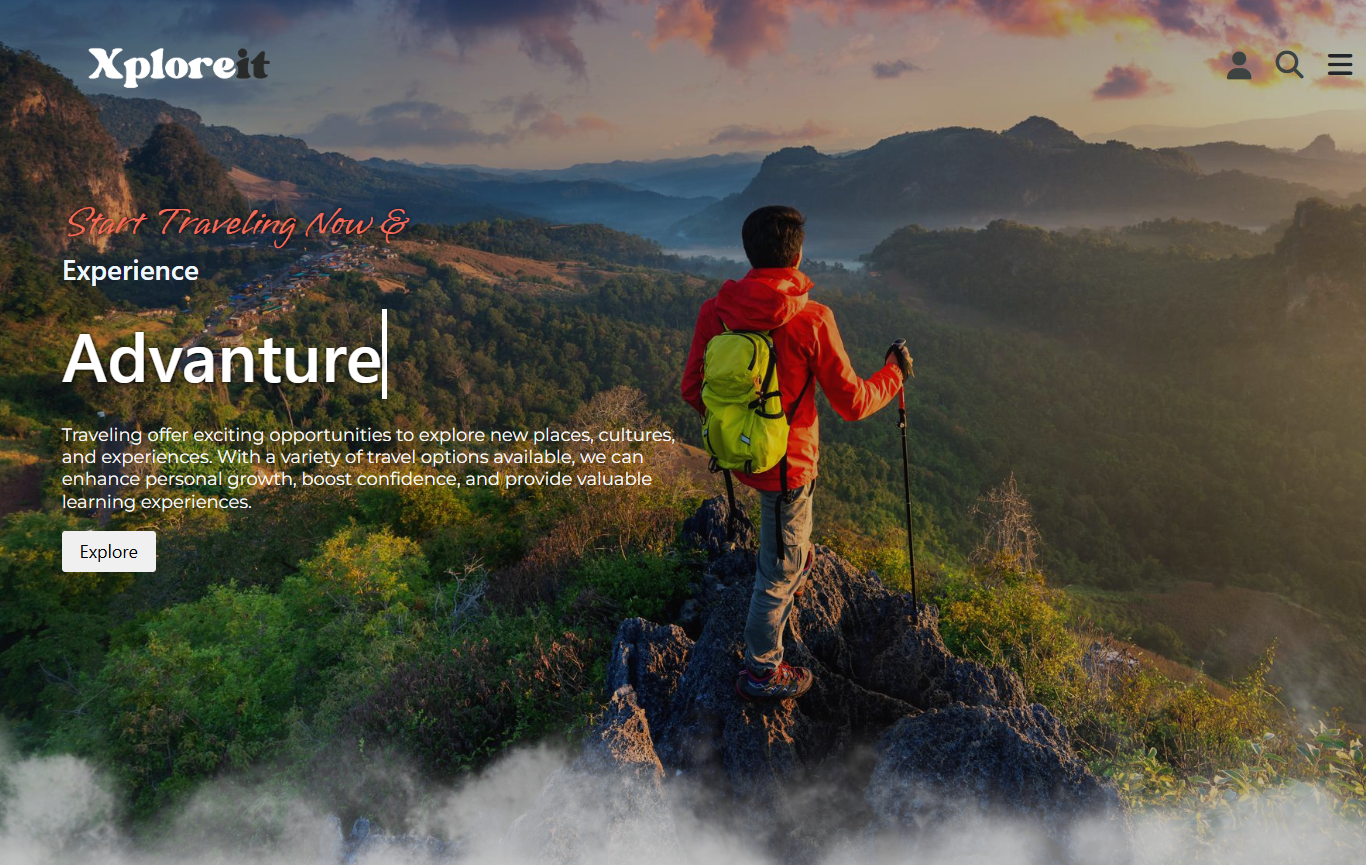 Xploreit
Start Traveling Now &
Experience
Advanture
Traveling offer exciting opportunities to explore new places, cultures,
and experiences. With a variety of travel options available, we can
enhance personal growth, boost confidence, and provide valuable
learning experiences.
Explore